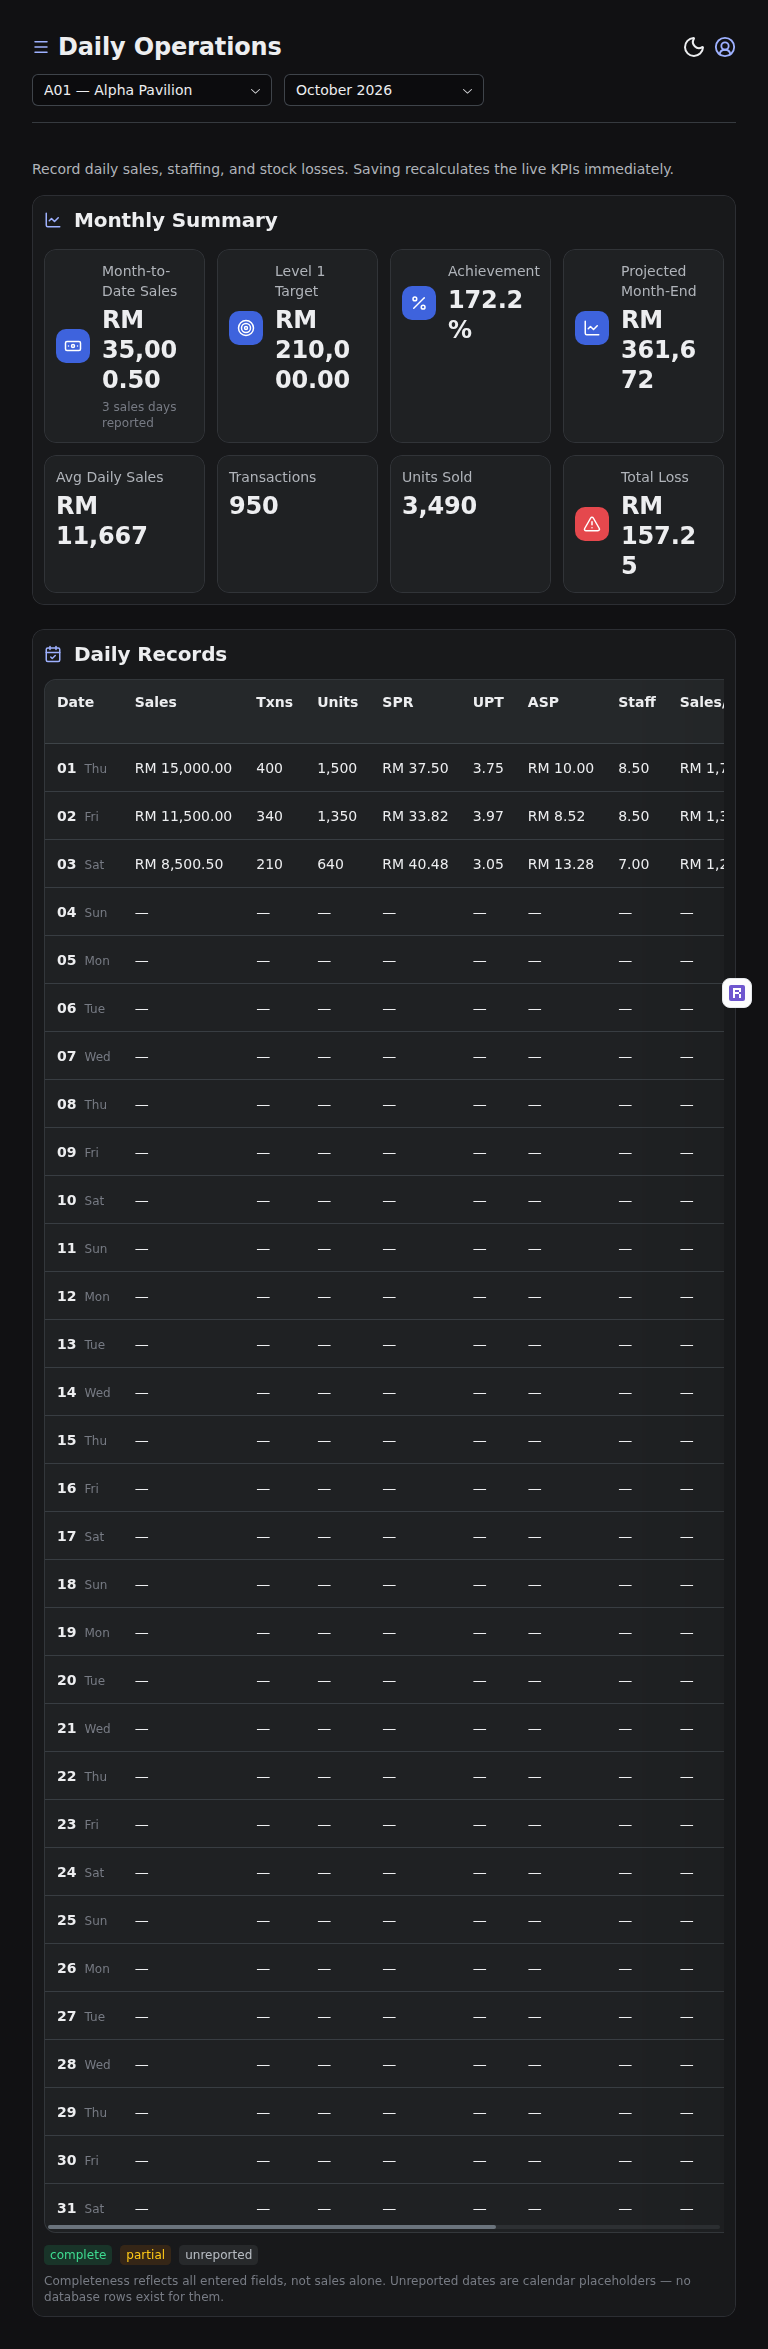 Daily Operations
A01 — Alpha Pavilion
October 2026
Record daily sales, staffing, and stock losses. Saving recalculates the live KPIs immediately.
Monthly Summary
Month-to-
Date Sales
RM
35,00
0.50
3 sales days
reported
Level 1
Target
RM
210,0
00.00
Achievement
172.2
%
Projected
Month-End
RM
361,6
72
Avg Daily Sales
RM
11,667
Transactions
950
Units Sold
3,490
Total Loss
RM
157.2
5
Daily Records
Date Sales Txns Units SPR UPT ASP Staff Sales/
01 Thu RM 15,000.00 400 1,500 RM 37.50 3.75 RM 10.00 8.50 RM 1,7
02 Fri RM 11,500.00 340 1,350 RM 33.82 3.97 RM 8.52 8.50 RM 1,3
03 Sat RM 8,500.50 210 640 RM 40.48 3.05 RM 13.28 7.00 RM 1,2
04 Sun — — — — — — — —
05 Mon — — — — — — — —
06 Tue — — — — — — — —
07 Wed — — — — — — — —
08 Thu — — — — — — — —
09 Fri — — — — — — — —
10 Sat — — — — — — — —
11 Sun — — — — — — — —
12 Mon — — — — — — — —
13 Tue — — — — — — — —
14 Wed — — — — — — — —
15 Thu — — — — — — — —
16 Fri — — — — — — — —
17 Sat — — — — — — — —
18 Sun — — — — — — — —
19 Mon — — — — — — — —
20 Tue — — — — — — — —
21 Wed — — — — — — — —
22 Thu — — — — — — — —
23 Fri — — — — — — — —
24 Sat — — — — — — — —
25 Sun — — — — — — — —
26 Mon — — — — — — — —
27 Tue — — — — — — — —
28 Wed — — — — — — — —
29 Thu — — — — — — — —
30 Fri — — — — — — — —
31 Sat — — — — — — — —
complete partial unreported
Completeness reflects all entered fields, not sales alone. Unreported dates are calendar placeholders — no
database rows exist for them.